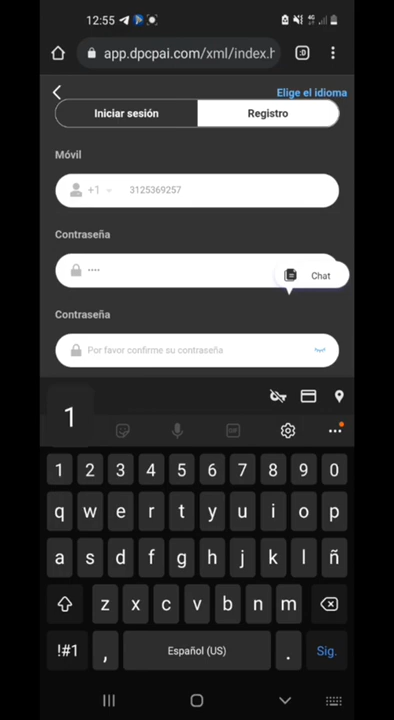 12:55
app.dpcpai.com/xml/index.h
:D
Elige el idioma
Iniciar sesión
Registro
Móvil
+1
3125369257
Contraseña
••••
Chat
Contraseña
Por favor confirme su contraseña
1
GIF
1 2 3 4 5 6 7 8 9 0
q w e r t y u i o p
a s d f g h j k l ñ
z x c v b n m
!#1 , Español (US) . Sig.